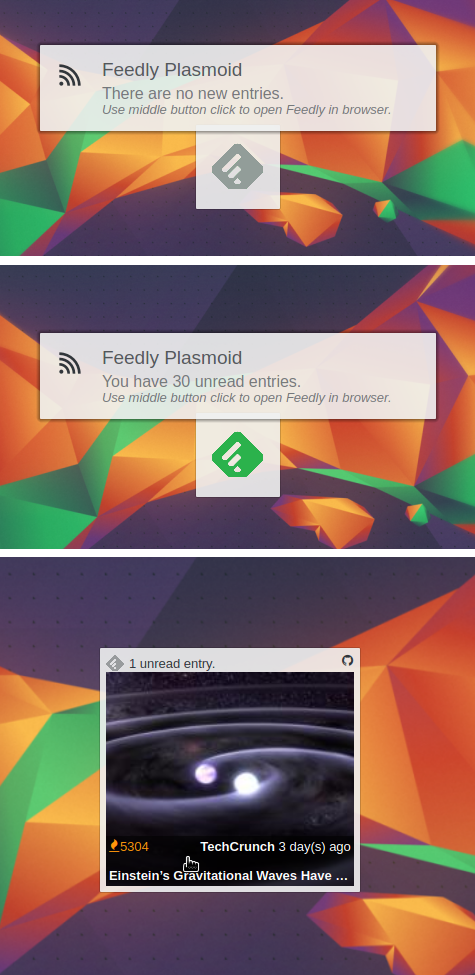 Feedly Plasmoid
There are no new entries.
Use middle button click to open Feedly in browser.
Feedly Plasmoid
You have 30 unread entries.
Use middle button click to open Feedly in browser.
1 unread entry.
5304 TechCrunch 3 day(s) ago
Einstein's Gravitational Waves Have ...